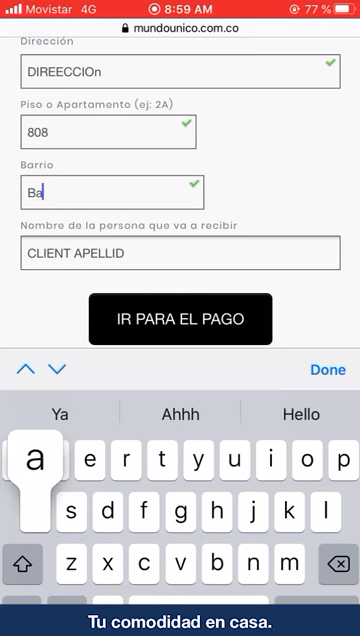 Movistar 4G 8:59 AM 77 %
mundounico.com.co
Dirección
DIREECCIOn
Piso o Apartamento (ej: 2A)
808
Barrio
Ba
Nombre de la persona que va a recibir
CLIENT APELLID
IR PARA EL PAGO
Done
Ya Ahhh Hello
a e r t y u i o p
s d f g h j k l
z x c v b n m
Tu comodidad en casa.